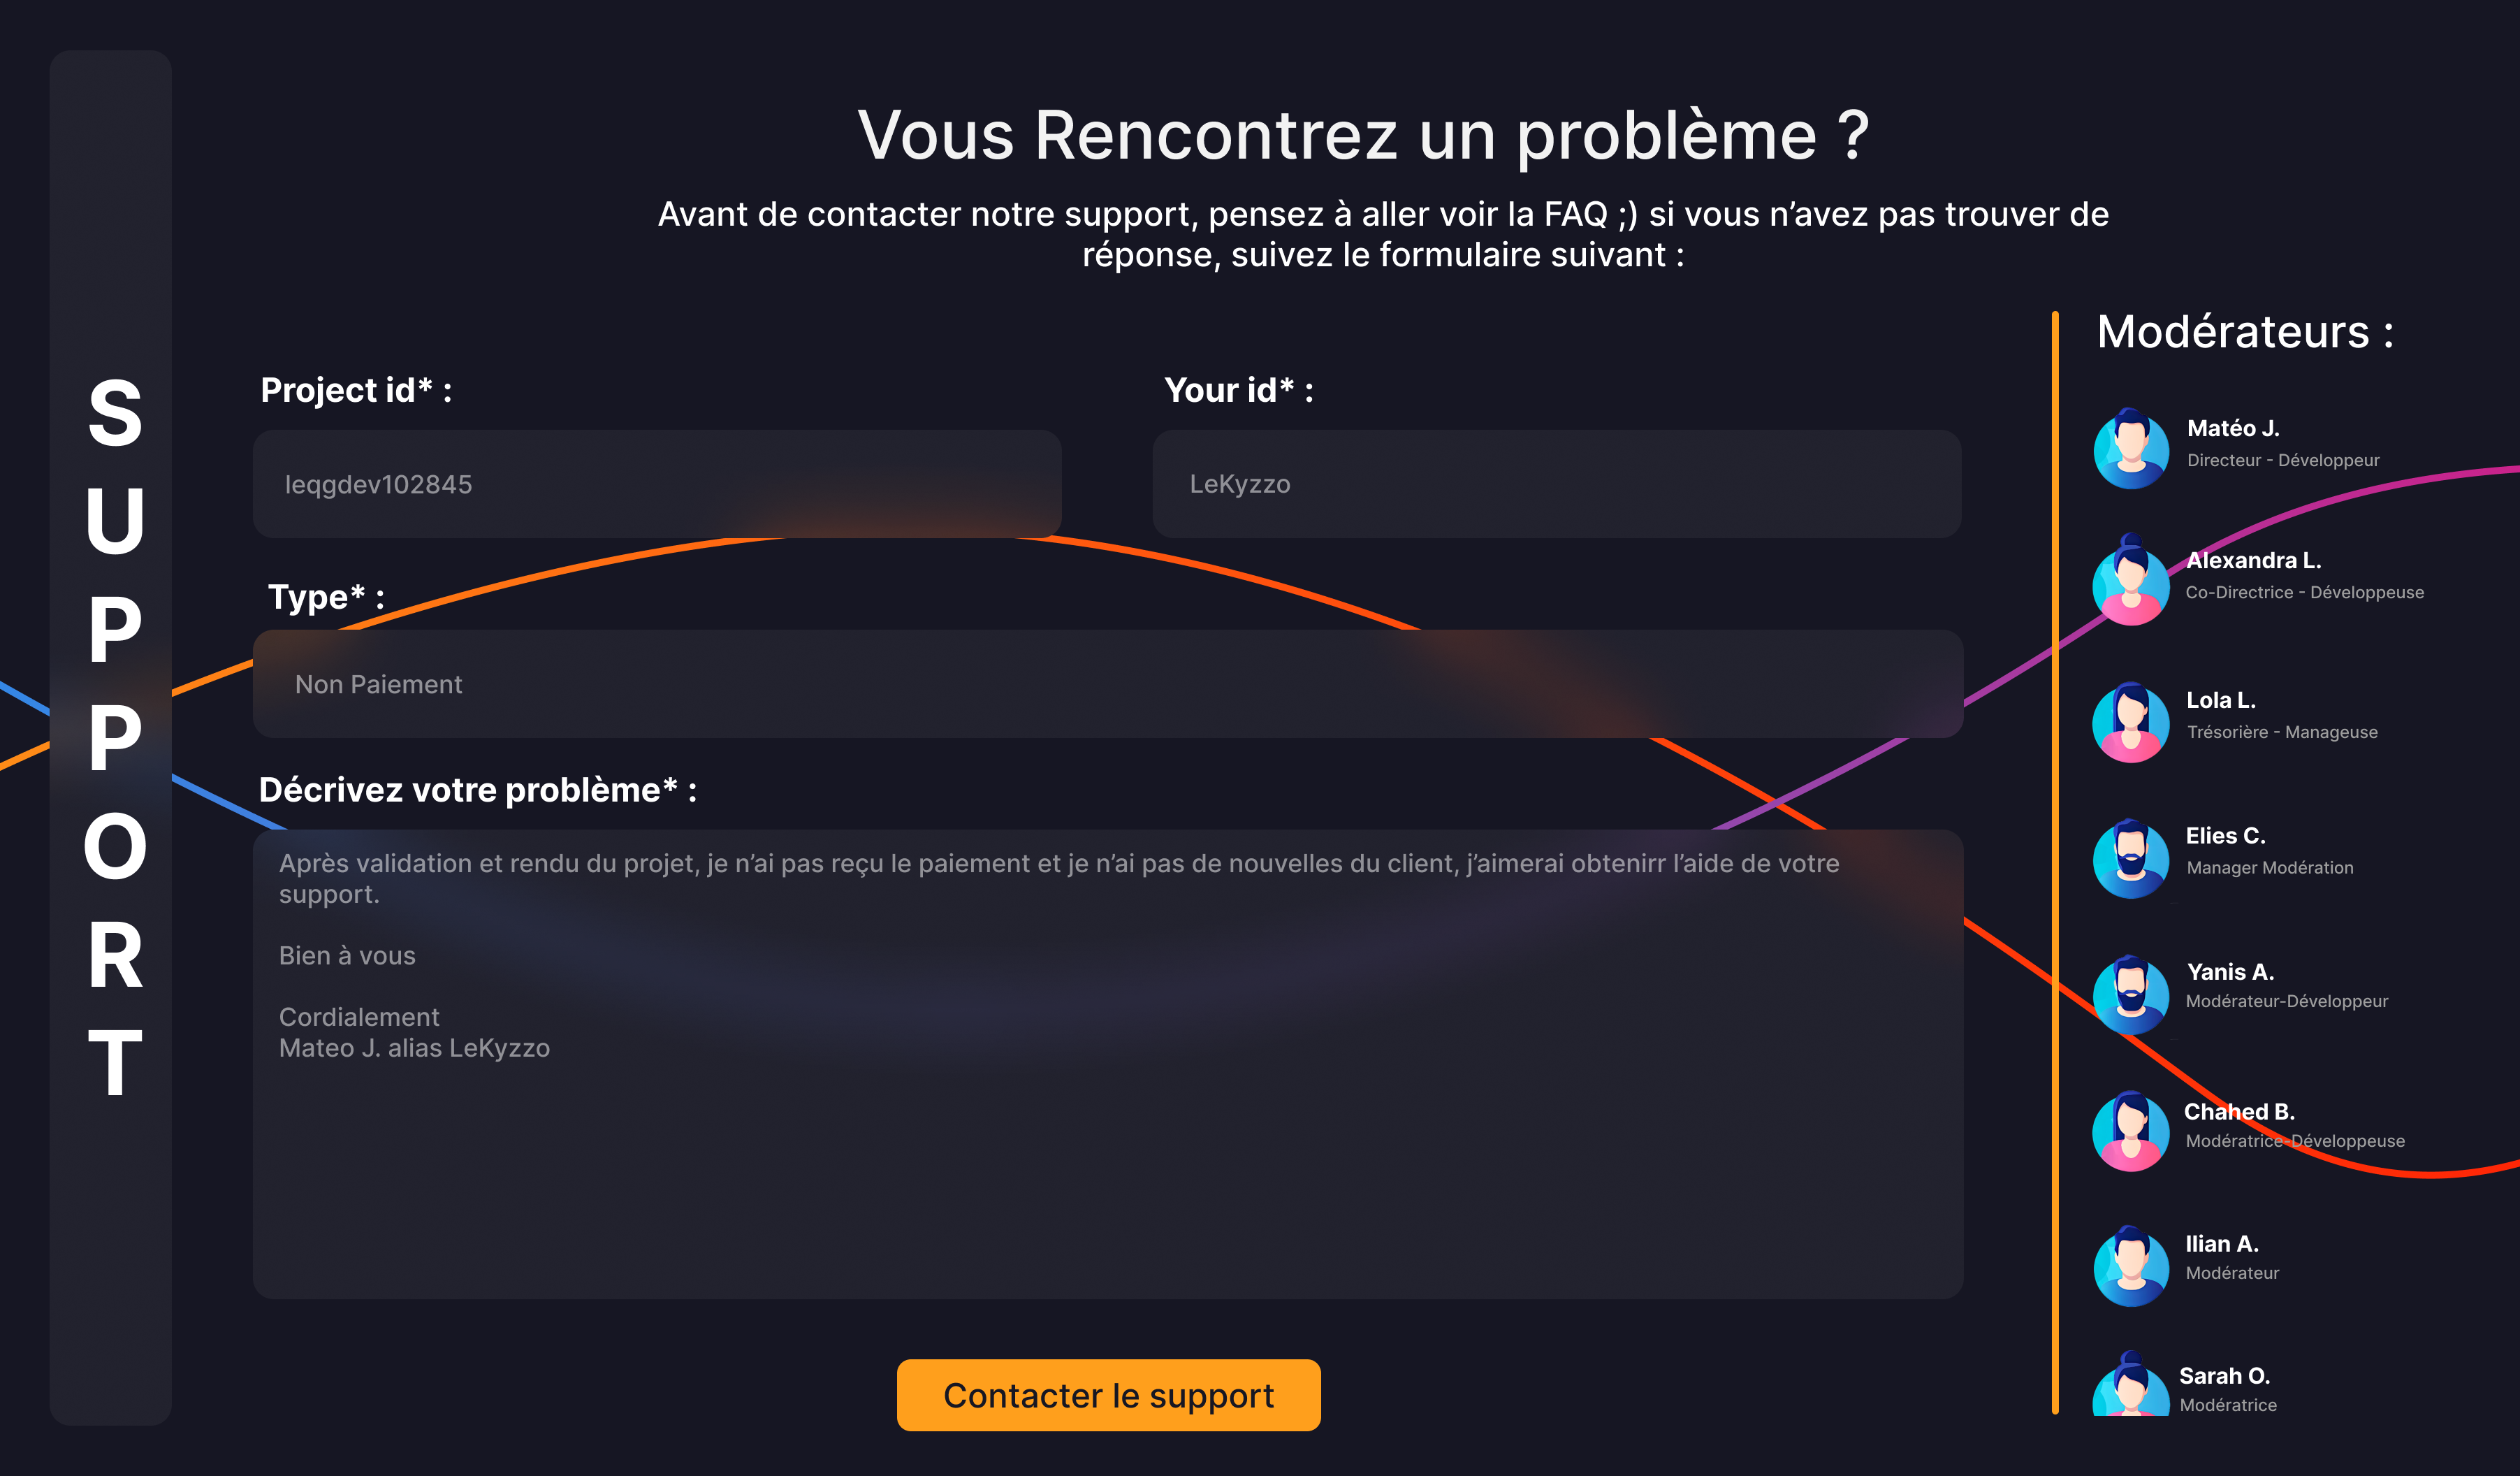 SUPPORT
Vous Rencontrez un problème ?
Avant de contacter notre support, pensez à aller voir la FAQ ;) si vous n’avez pas trouver de
réponse, suivez le formulaire suivant :
Project id* :
leqgdev102845
Your id* :
LeKyzzo
Type* :
Non Paiement
Décrivez votre problème* :
Après validation et rendu du projet, je n’ai pas reçu le paiement et je n’ai pas de nouvelles du client, j’aimerai obtenirr l’aide de votre
support.
Bien à vous
Cordialement
Mateo J. alias LeKyzzo
Contacter le support
Modérateurs :
Matéo J.
Directeur - Développeur
Alexandra L.
Co-Directrice - Développeuse
Lola L.
Trésorière - Manageuse
Elies C.
Manager Modération
Yanis A.
Modérateur-Développeur
Chahed B.
Modératrice-Développeuse
Ilian A.
Modérateur
Sarah O.
Modératrice